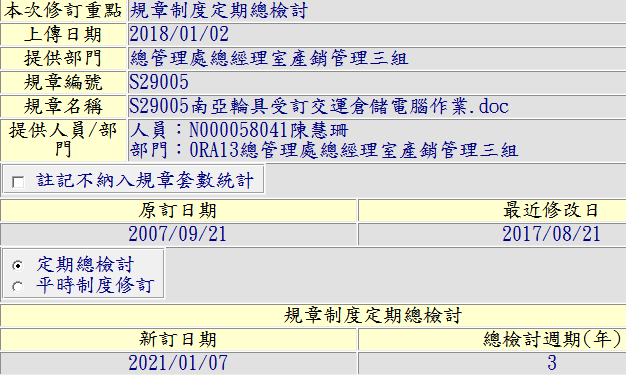 本次修訂重點 規章制度定期總檢討
上傳日期 2018/01/02
提供部門 總管理處總經理室產銷管理三組
規章編號 S29005
規章名稱 S29005南亞輪具受訂交運倉儲電腦作業.doc
提供人員/部門 人員：N000058041陳慧珊
部門：0RA13總管理處總經理室產銷管理三組
註記不納入規章套數統計
原訂日期 最近修改日
2007/09/21 2017/08/21
定期總檢討
平時制度修訂
規章制度定期總檢討
新訂日期 總檢討週期(年)
2021/01/07 3